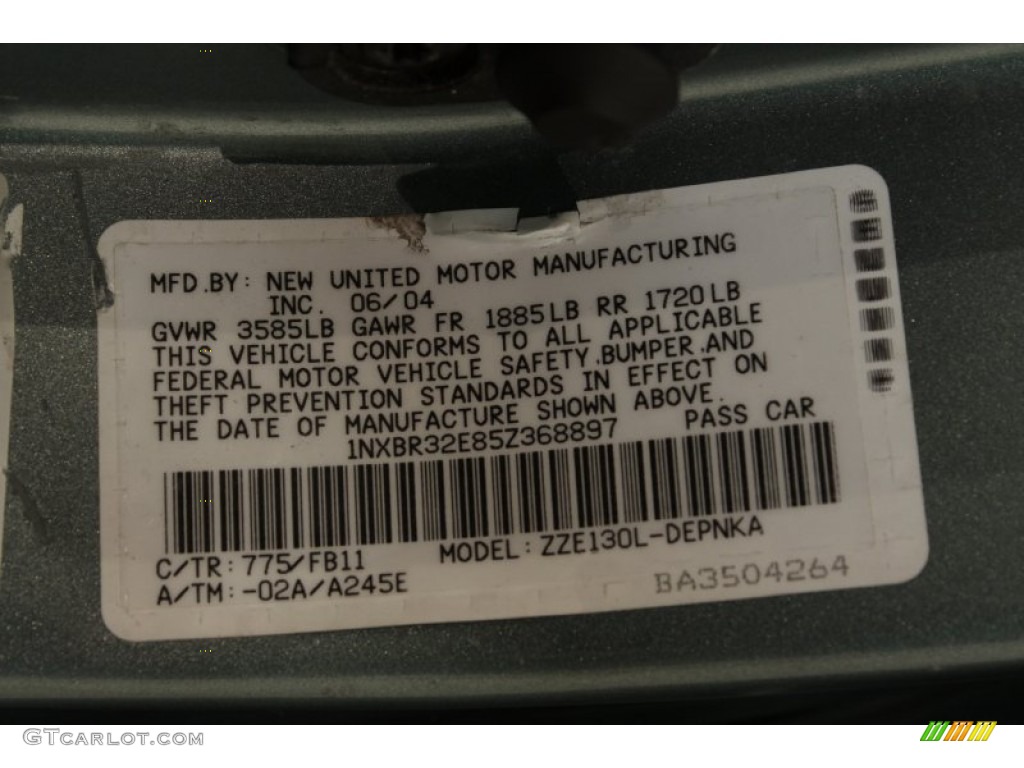 MFD.BY: NEW UNITED MOTOR MANUFACTURING
INC. 06/04
GVWR 3585LB GAWR FR 1885LB RR 1720LB
THIS VEHICLE CONFORMS TO ALL APPLICABLE
FEDERAL MOTOR VEHICLE SAFETY,BUMPER,AND
THEFT PREVENTION STANDARDS IN EFFECT ON
THE DATE OF MANUFACTURE SHOWN ABOVE.
1NXBR32E85Z368897 PASS CAR
C/TR: 775/FB11 MODEL: ZZE130L-DEPNKA
A/TM: -02A/A245E BA3504264
GTCarlot.com